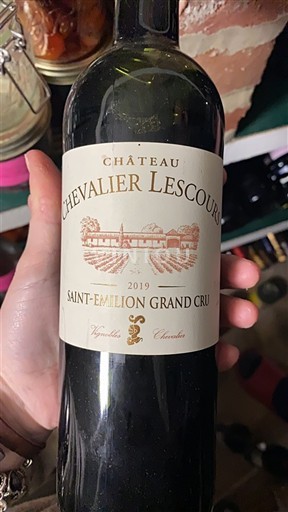 CHÂTEAU
CHEVALIER LESCOURS
2019
SAINT-EMILION GRAND CRU
Vignobles Chevalier